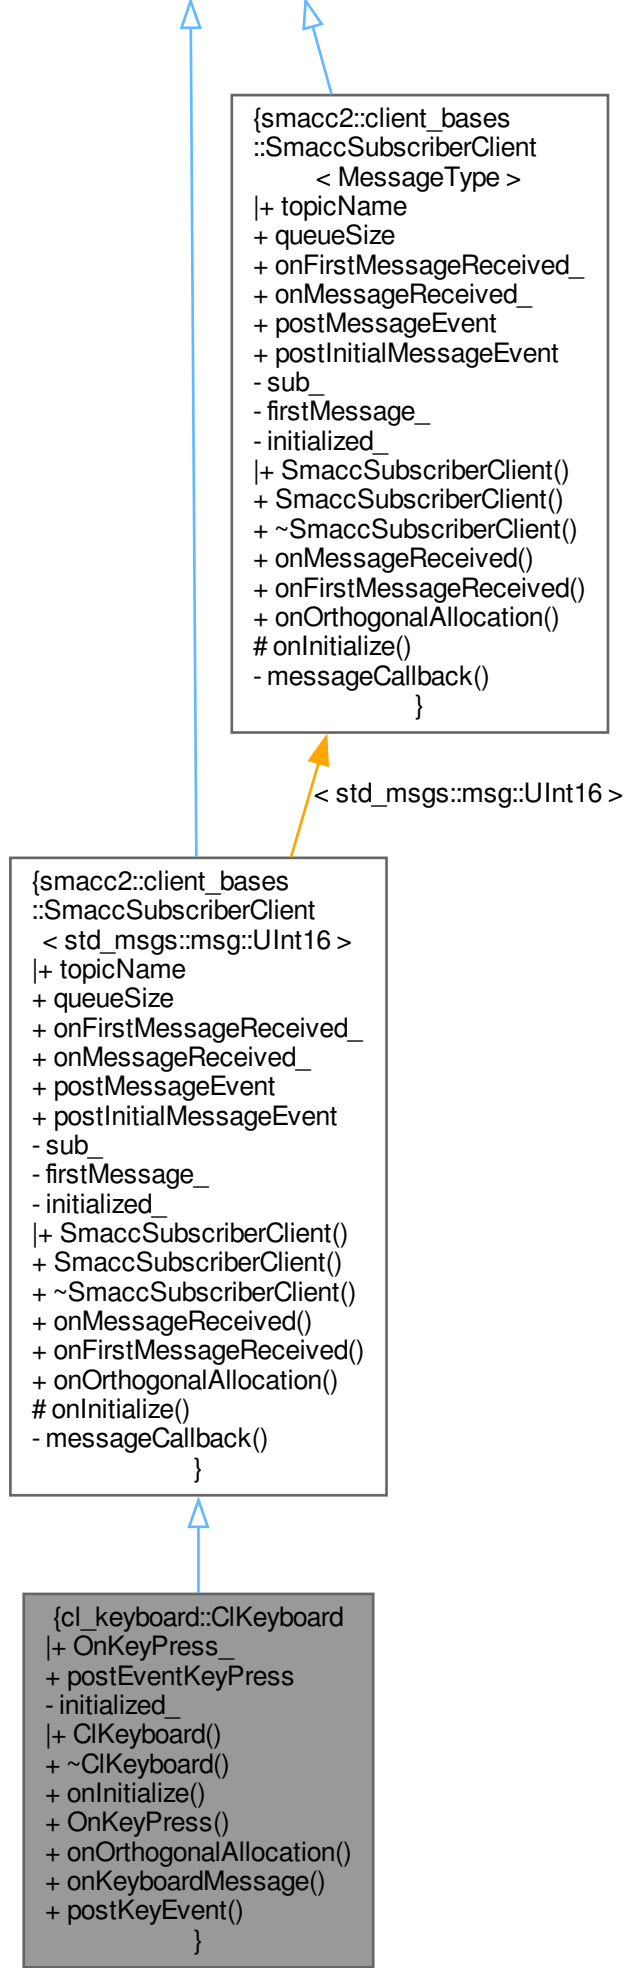 {smacc2::client_bases
::SmaccSubscriberClient
< MessageType >
|+ topicName
+ queueSize
+ onFirstMessageReceived_
+ onMessageReceived_
+ postMessageEvent
+ postInitialMessageEvent
- sub_
- firstMessage_
- initialized_
|+ SmaccSubscriberClient()
+ SmaccSubscriberClient()
+ ~SmaccSubscriberClient()
+ onMessageReceived()
+ onFirstMessageReceived()
+ onOrthogonalAllocation()
# onInitialize()
- messageCallback()
}
< std_msgs::msg::UInt16 >
{smacc2::client_bases
::SmaccSubscriberClient
< std_msgs::msg::UInt16 >
|+ topicName
+ queueSize
+ onFirstMessageReceived_
+ onMessageReceived_
+ postMessageEvent
+ postInitialMessageEvent
- sub_
- firstMessage_
- initialized_
|+ SmaccSubscriberClient()
+ SmaccSubscriberClient()
+ ~SmaccSubscriberClient()
+ onMessageReceived()
+ onFirstMessageReceived()
+ onOrthogonalAllocation()
# onInitialize()
- messageCallback()
}
{cl_keyboard::ClKeyboard
|+ OnKeyPress_
+ postEventKeyPress
- initialized_
|+ ClKeyboard()
+ ~ClKeyboard()
+ onInitialize()
+ OnKeyPress()
+ onOrthogonalAllocation()
+ onKeyboardMessage()
+ postKeyEvent()
}